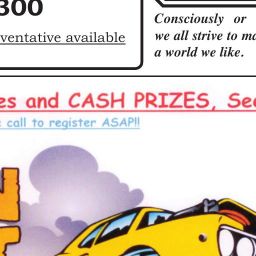 300
ventative available
Consciously or
we all strive to ma
a world we like.
es and CASH PRIZES, Se
call to register ASAP!!